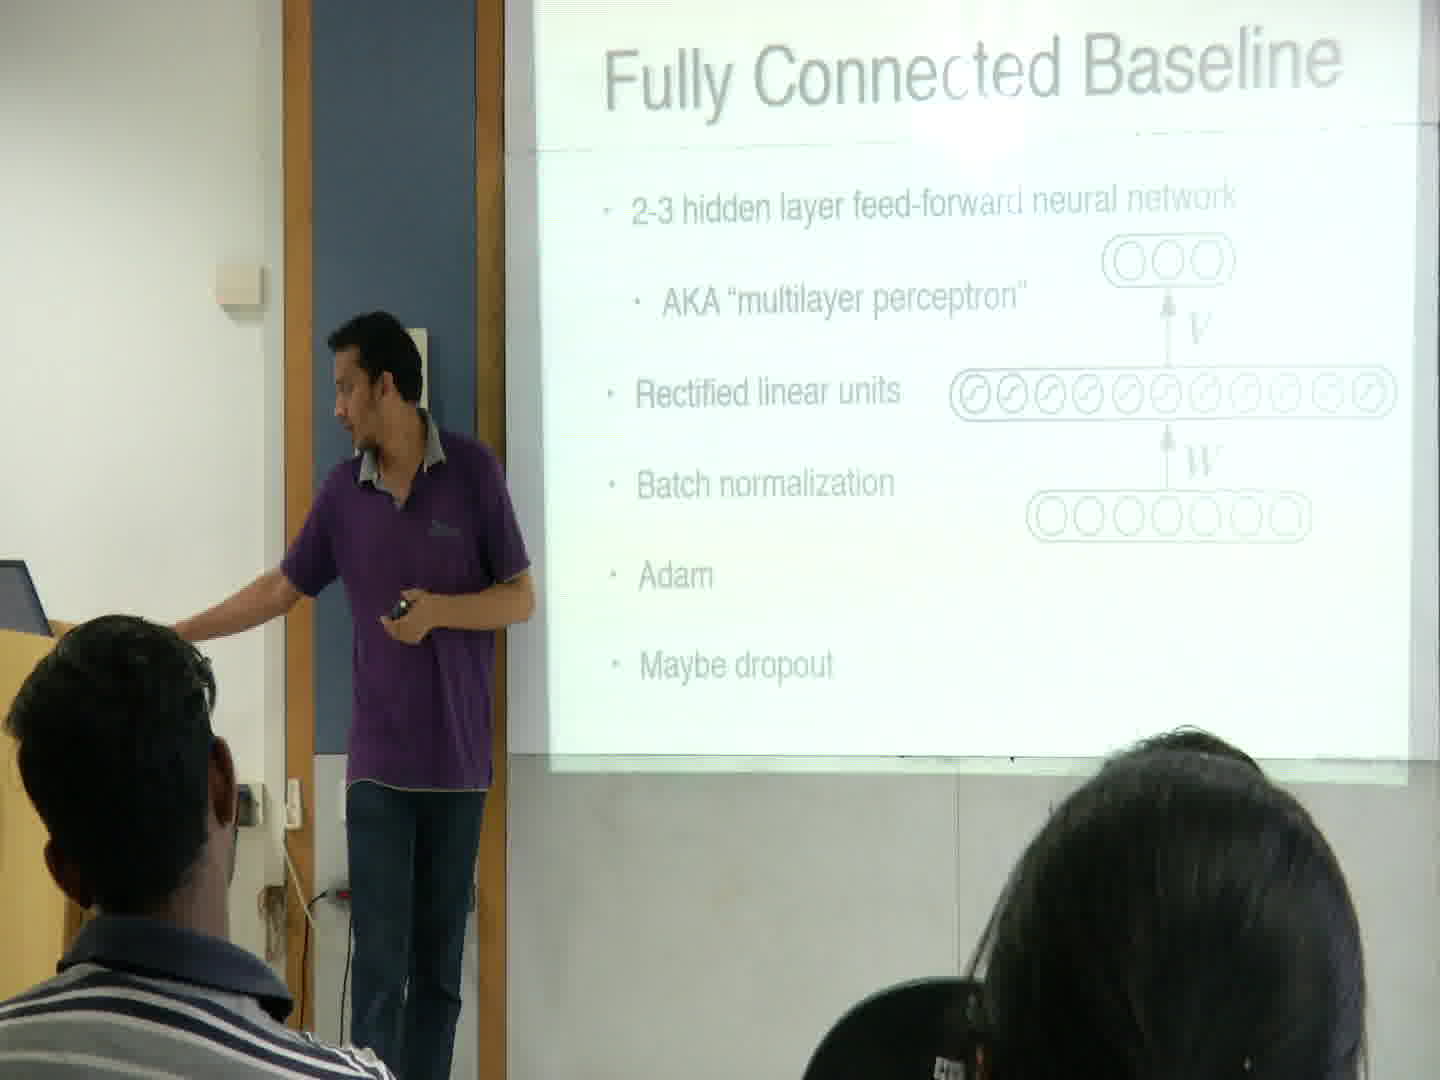 Fully Connected Baseline
· 2-3 hidden layer feed-forward neural network
· AKA “multilayer perceptron”
V
· Rectified linear units
W
· Batch normalization
· Adam
· Maybe dropout